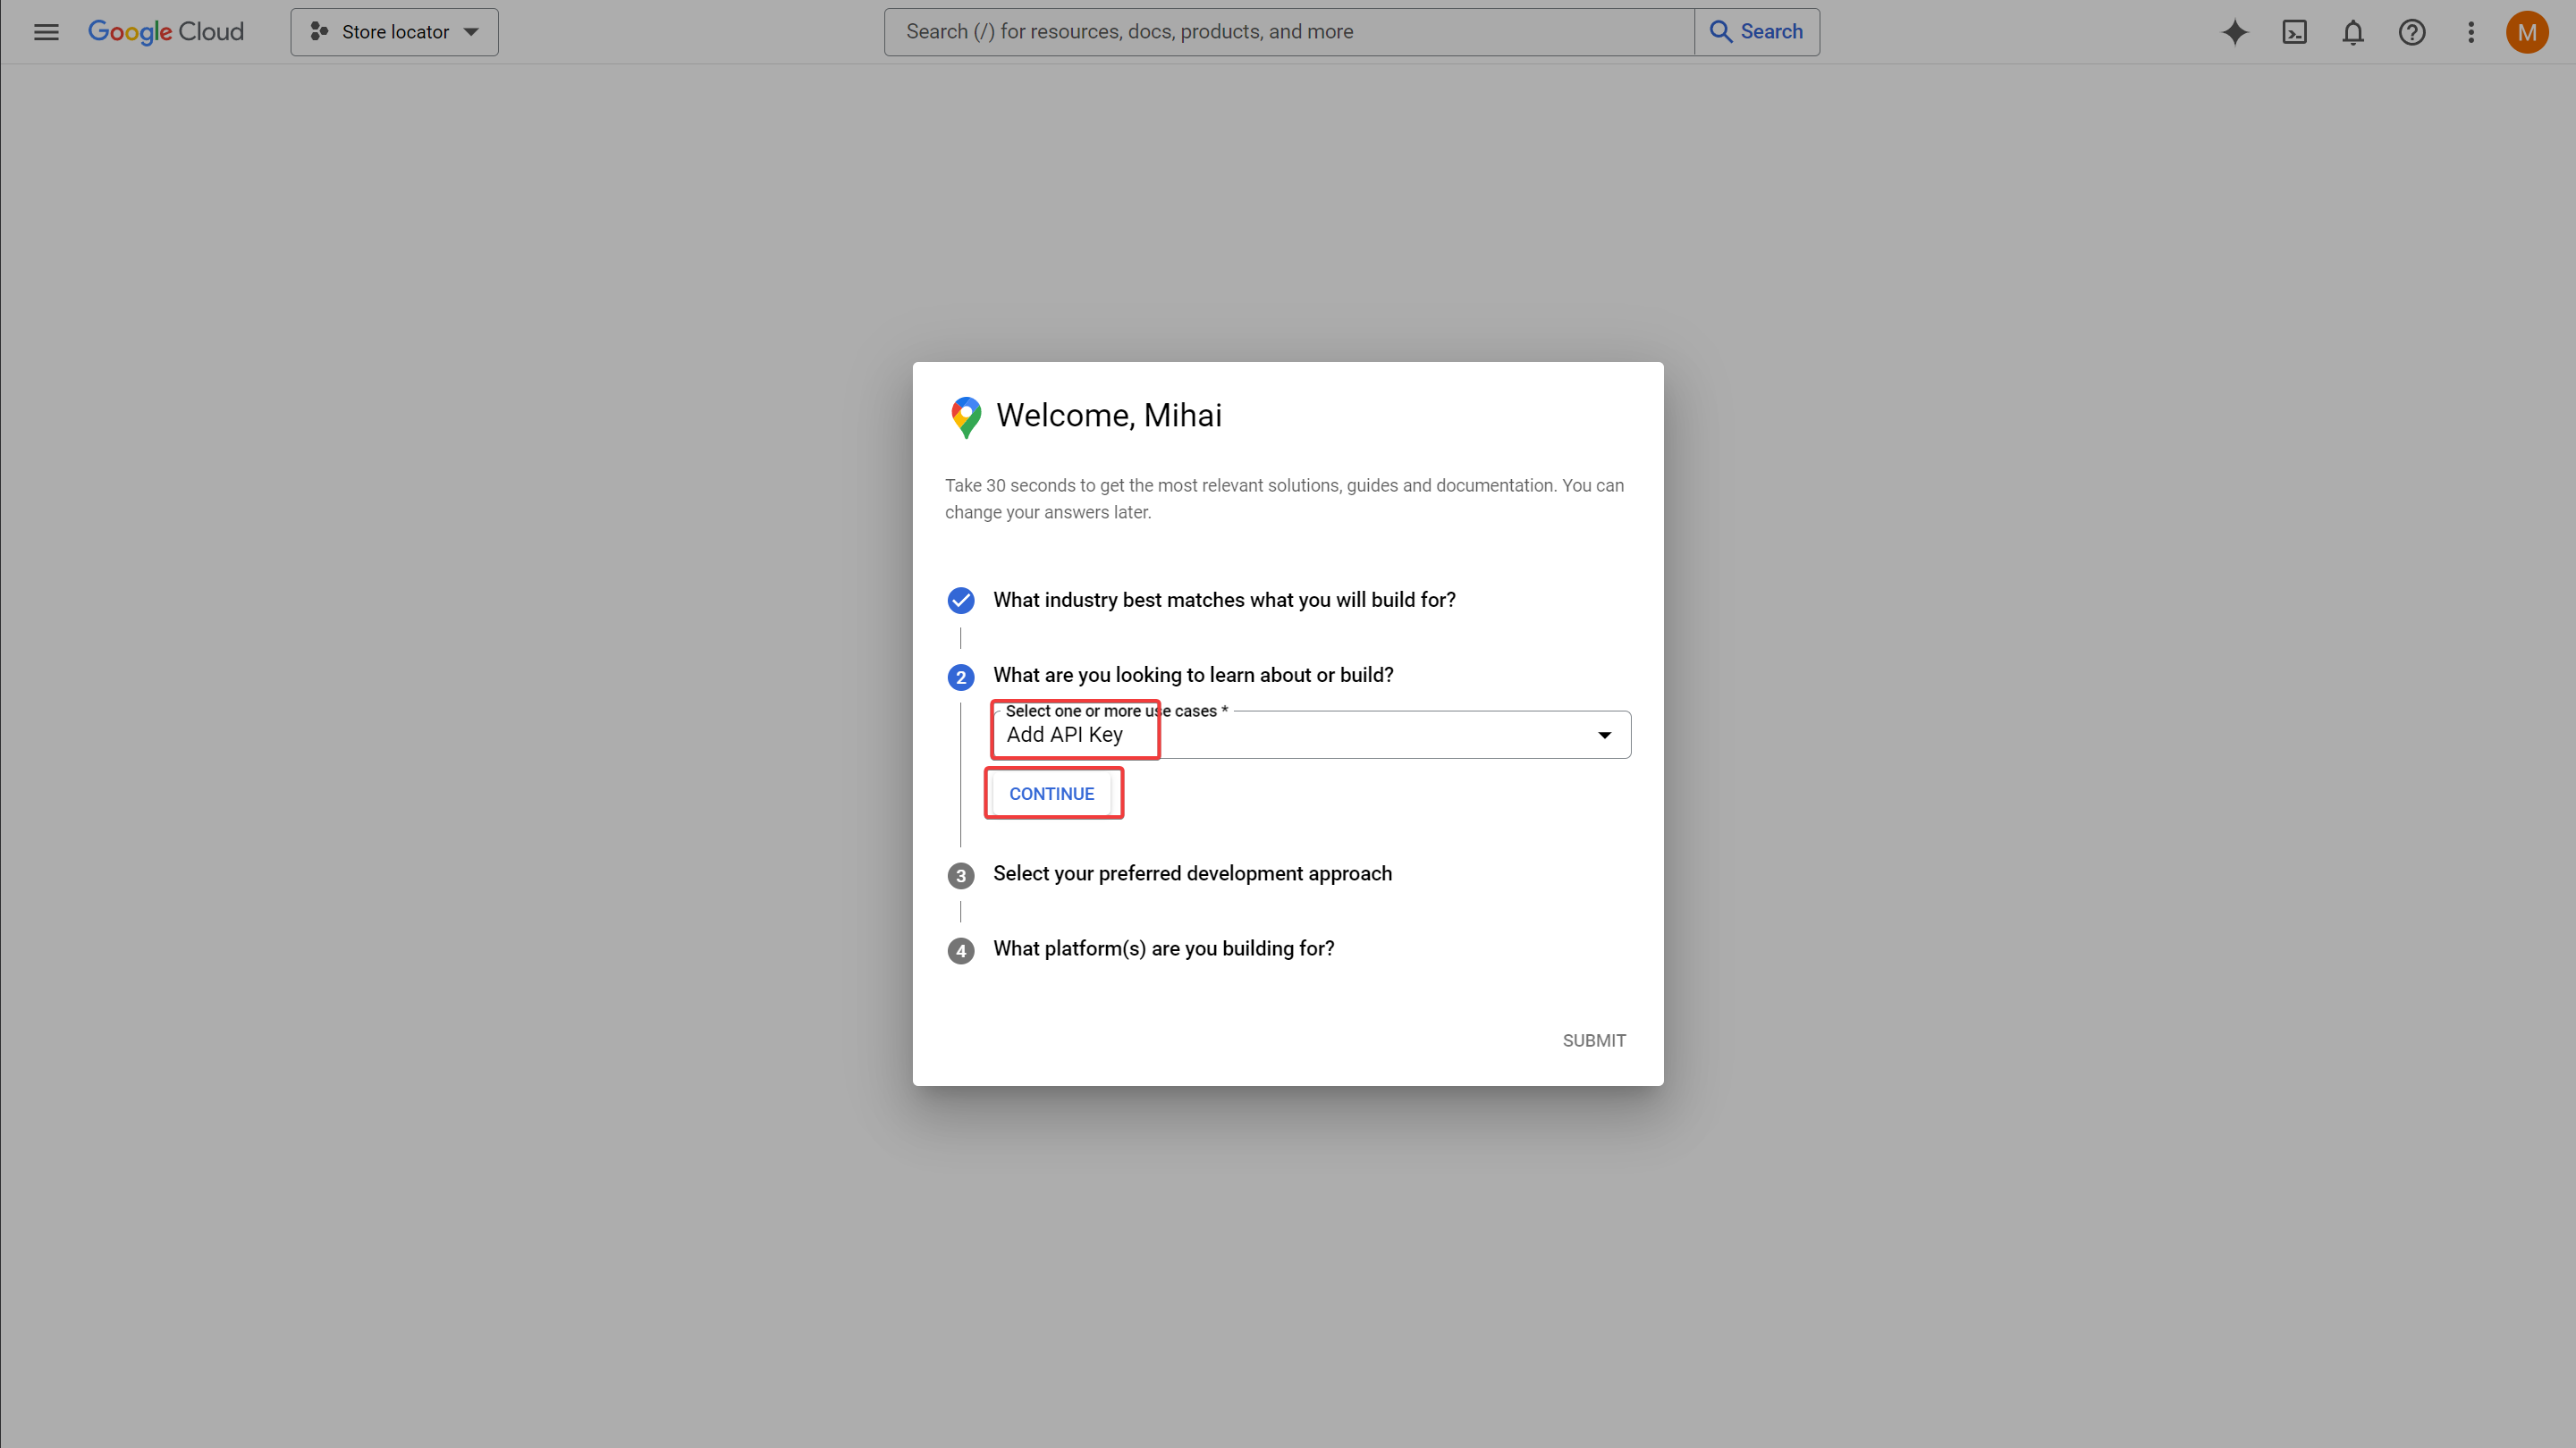 Google Cloud
Store locator
Search (/) for resources, docs, products, and more
Search
M
Welcome, Mihai
Take 30 seconds to get the most relevant solutions, guides and documentation. You can
change your answers later.
What industry best matches what you will build for?
2 What are you looking to learn about or build?
Select one or more use cases *
Add API Key
CONTINUE
3 Select your preferred development approach
4 What platform(s) are you building for?
SUBMIT